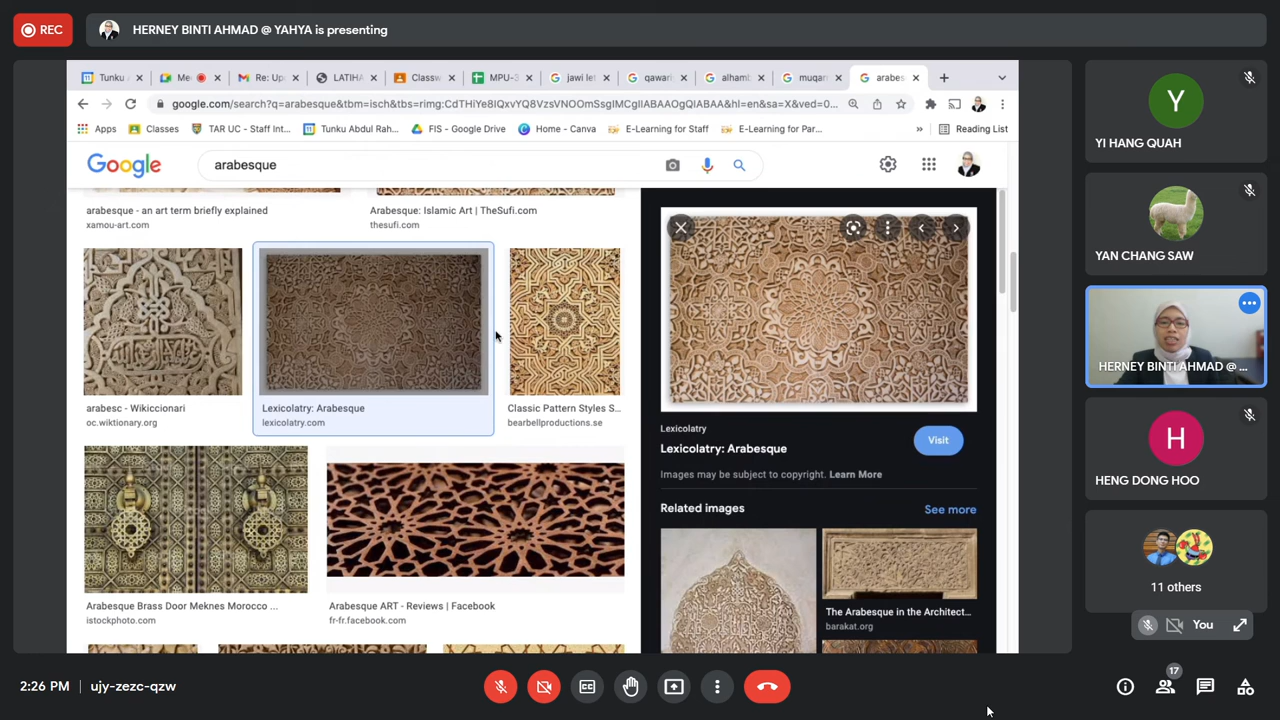 REC
HERNEY BINTI AHMAD @ YAHYA is presenting
Tunku
Me
Re: Up
LATIHA
Classw
MPU-3
jawi let
qawari
alhamb
muqar
arabes
google.com/search?q=arabesque&tbm=isch&tbs=rimg:CdTHiYe8IQxvYQ8VzsVNOOmSsgIMCgIIABAAOgQIABAA&hl=en&sa=X&ved=0...
Apps
Classes
TAR UC - Staff Int...
Tunku Abdul Rah...
FIS - Google Drive
Home - Canva
E-Learning for Staff
E-Learning for Par...
»
Reading List
Google
arabesque
arabesque - an art term briefly explained
xamou-art.com
Arabesque: Islamic Art | TheSufi.com
thesufi.com
arabesc - Wikiccionari
oc.wiktionary.org
Lexicolatry: Arabesque
lexicolatry.com
Classic Pattern Styles S...
bearbellproductions.se
Arabesque Brass Door Meknes Morocco ...
istockphoto.com
Arabesque ART - Reviews | Facebook
fr-fr.facebook.com
Lexicolatry
Lexicolatry: Arabesque
Visit
Images may be subject to copyright. Learn More
Related images
See more
The Arabesque in the Architect...
barakat.org
Y
YI HANG QUAH
YAN CHANG SAW
HERNEY BINTI AHMAD @ ...
H
HENG DONG HOO
11 others
You
2:26 PM | ujy-zezc-qzw
17